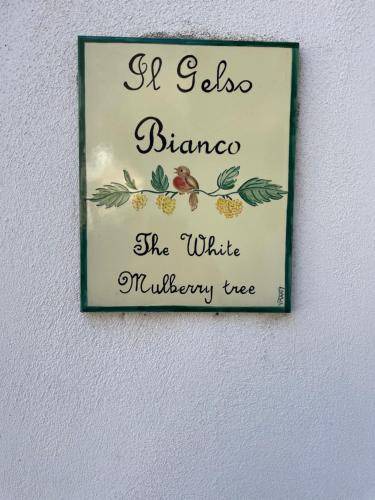 Il Gelso
Bianco
The White
Mulberry tree